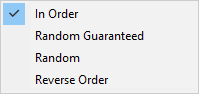 In Order
Random Guaranteed
Random
Reverse Order